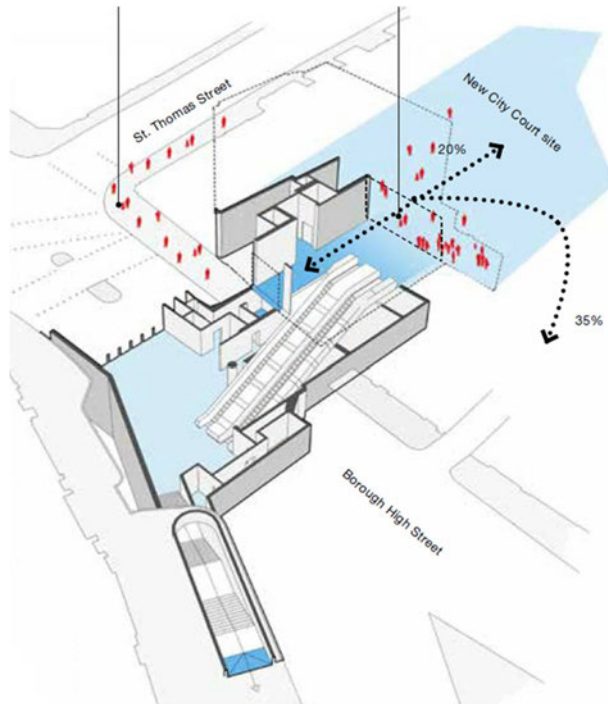 St. Thomas Street
New City Court site
20%
35%
Borough High Street